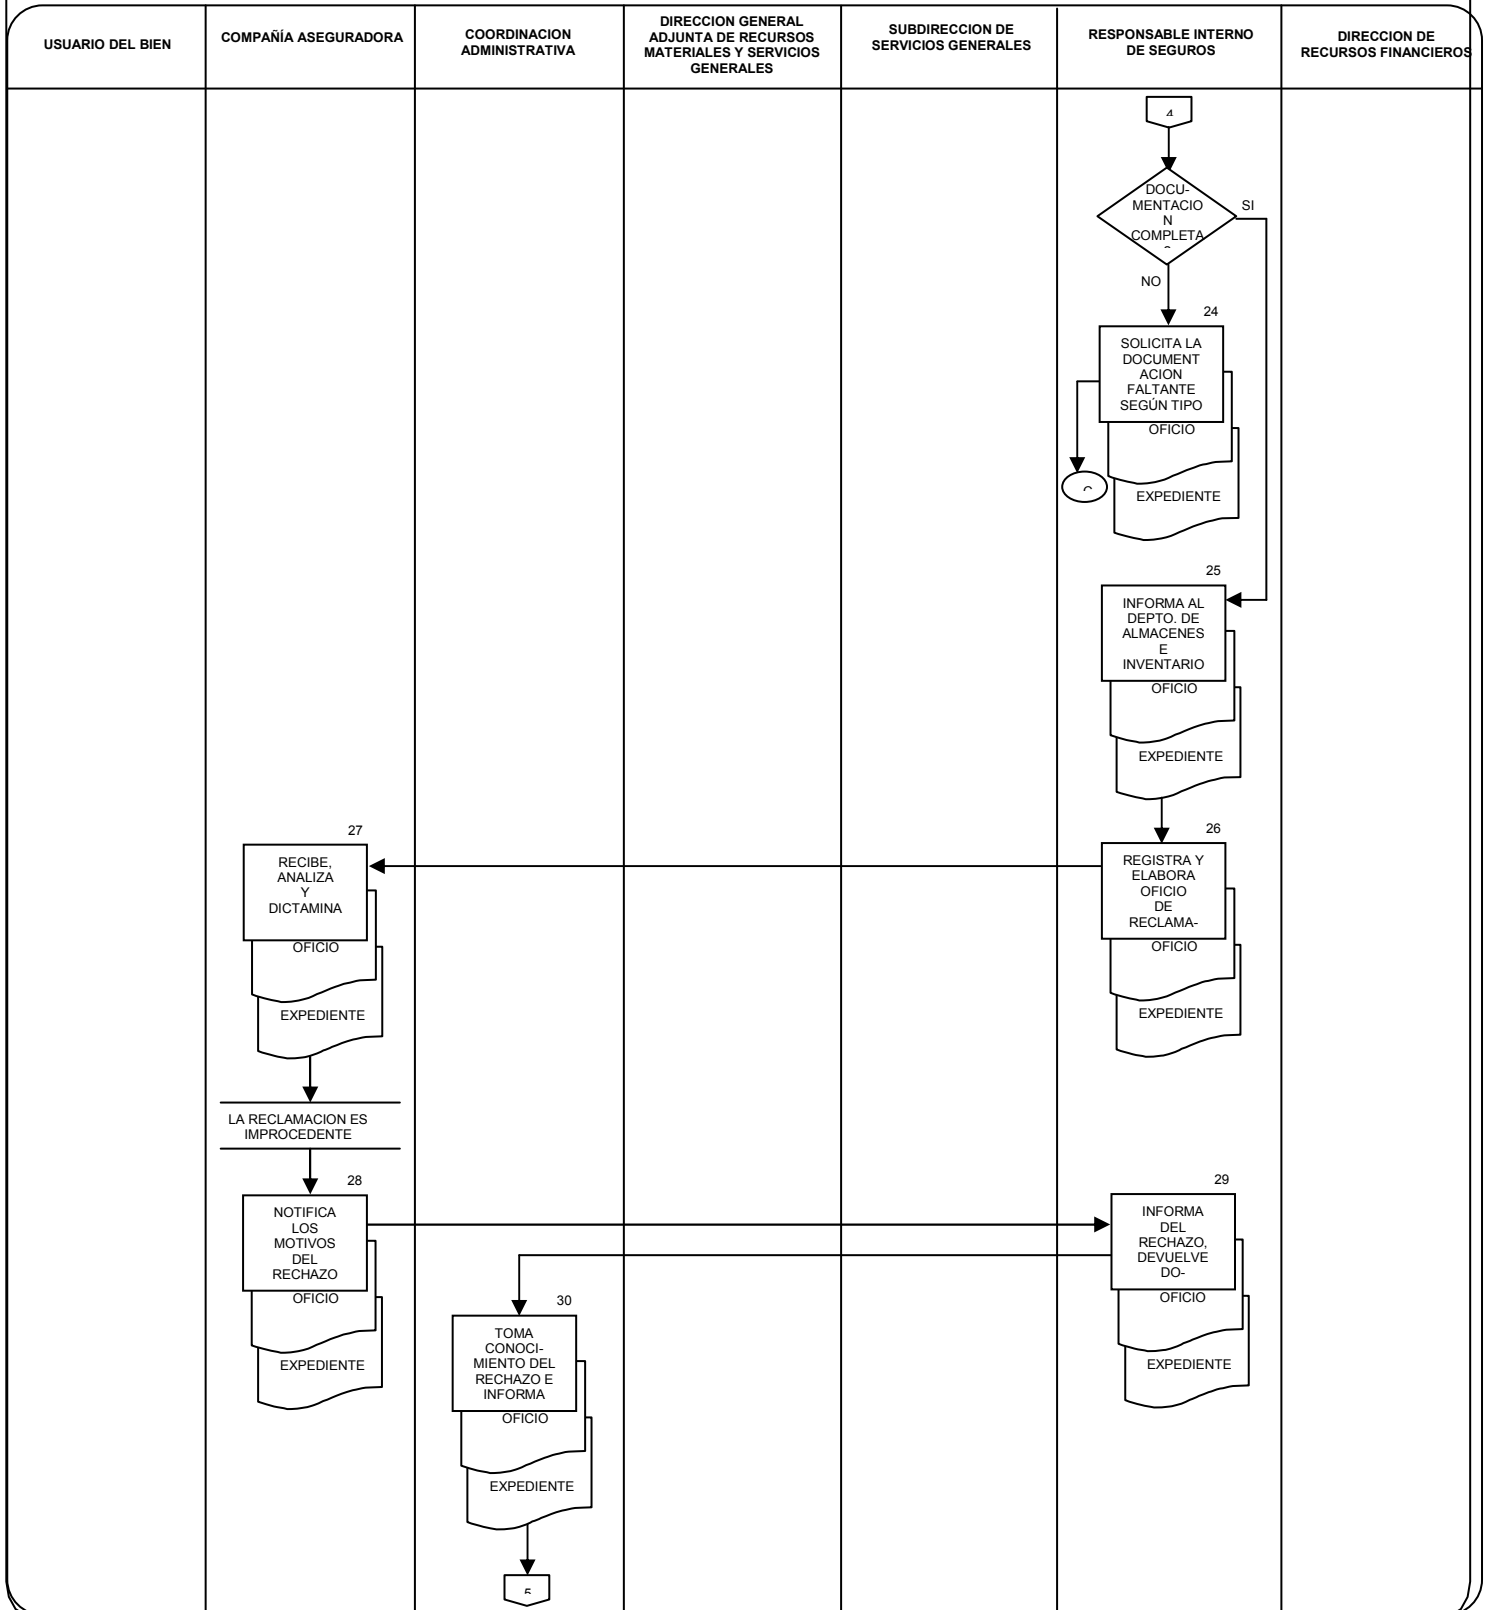 USUARIO DEL BIEN
COMPAÑÍA ASEGURADORA
COORDINACION
ADMINISTRATIVA
DIRECCION GENERAL
ADJUNTA DE RECURSOS
MATERIALES Y SERVICIOS
GENERALES
SUBDIRECCION DE
SERVICIOS GENERALES
RESPONSABLE INTERNO
DE SEGUROS
DIRECCION DE
RECURSOS FINANCIEROS
4
DOCU-
MENTACIO
N
COMPLETA
SI
NO
24
SOLICITA LA
DOCUMENT
ACION
FALTANTE
SEGÚN TIPO
OFICIO
EXPEDIENTE
25
INFORMA AL
DEPTO. DE
ALMACENES
E
INVENTARIO
OFICIO
EXPEDIENTE
26
REGISTRA Y
ELABORA
OFICIO
DE
RECLAMA-
OFICIO
EXPEDIENTE
27
RECIBE,
ANALIZA
Y
DICTAMINA
OFICIO
EXPEDIENTE
LA RECLAMACION ES
IMPROCEDENTE
28
NOTIFICA
LOS
MOTIVOS
DEL
RECHAZO
OFICIO
EXPEDIENTE
29
INFORMA
DEL
RECHAZO,
DEVUELVE
DO-
OFICIO
EXPEDIENTE
30
TOMA
CONOCI-
MIENTO DEL
RECHAZO E
INFORMA
OFICIO
EXPEDIENTE
5